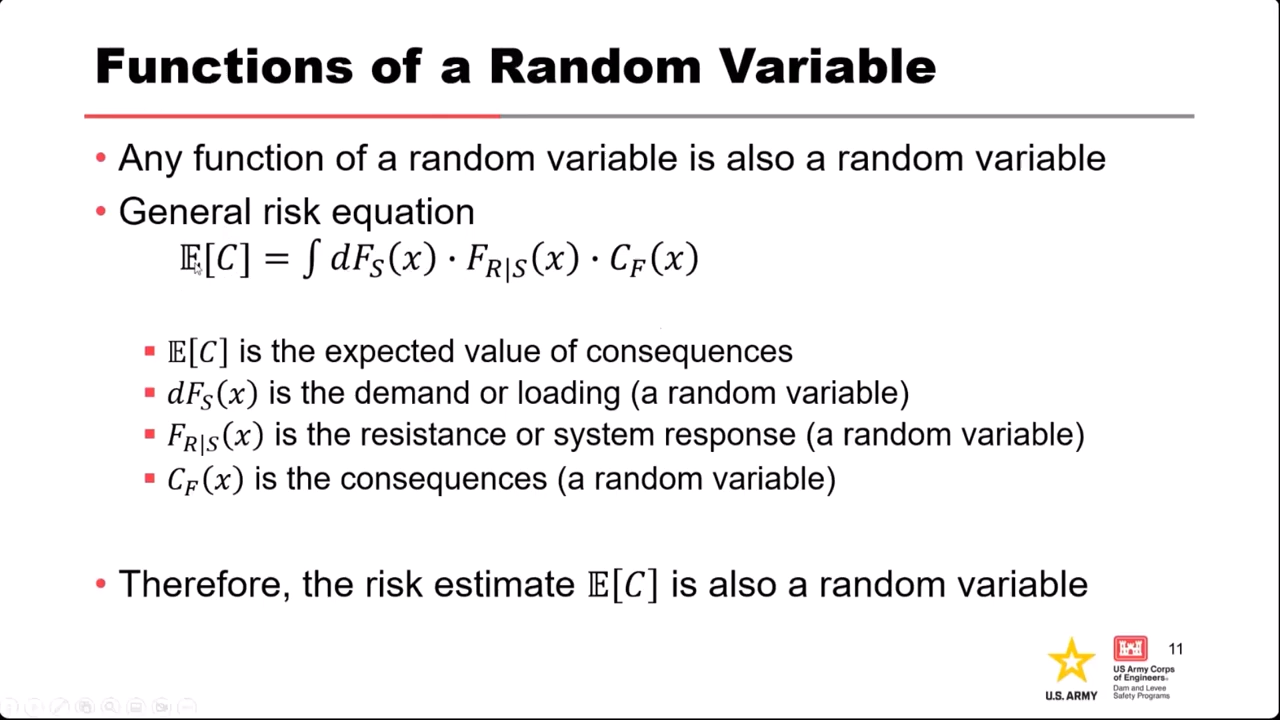 Functions of a Random Variable
• Any function of a random variable is also a random variable
• General risk equation
𝔼[C] = ∫ dF_S(x) · F_{R|S}(x) · C_F(x)
▪ 𝔼[C] is the expected value of consequences
▪ dF_S(x) is the demand or loading (a random variable)
▪ F_{R|S}(x) is the resistance or system response (a random variable)
▪ C_F(x) is the consequences (a random variable)
• Therefore, the risk estimate 𝔼[C] is also a random variable
U.S. ARMY
US Army Corps
of Engineers®
Dam and Levee
Safety Programs
11